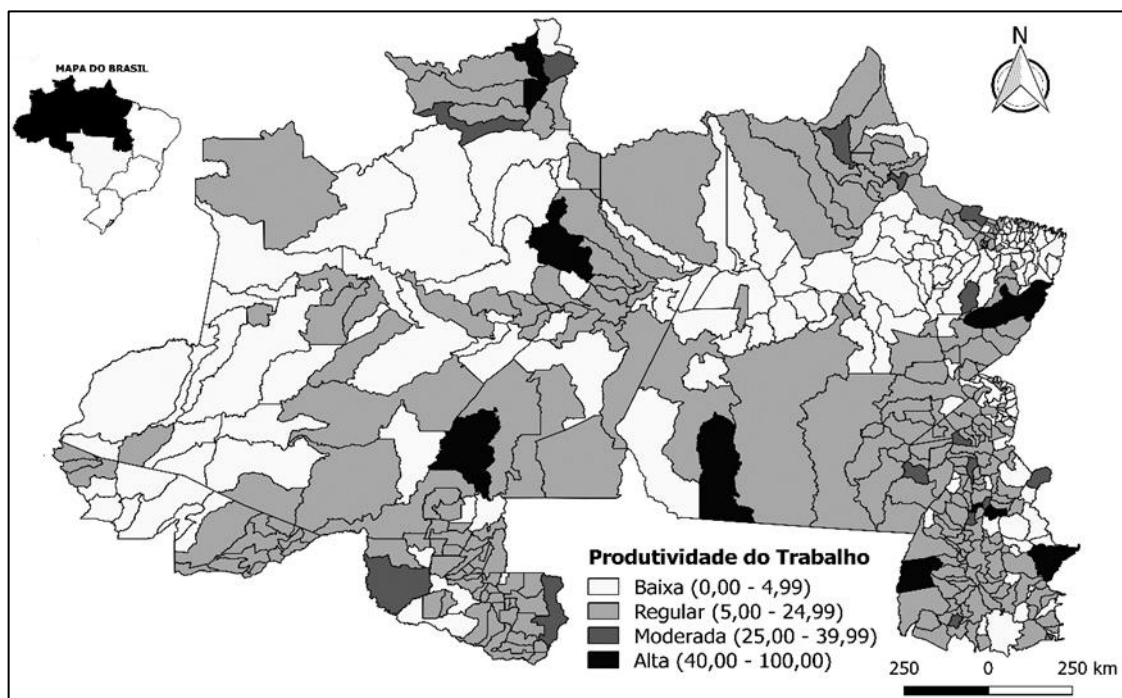 MAPA DO BRASIL
N
Produtividade do Trabalho
Baixa (0,00 - 4,99)
Regular (5,00 - 24,99)
Moderada (25,00 - 39,99)
Alta (40,00 - 100,00)
250 0 250 km